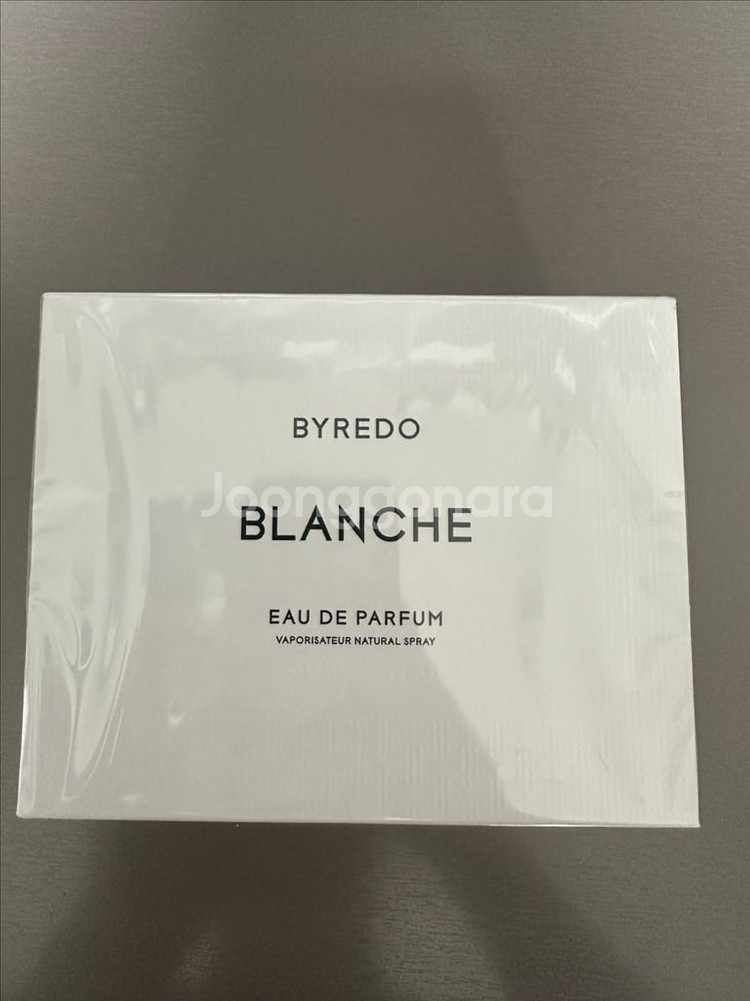 BYREDO
Joonggonara
BLANCHE
EAU DE PARFUM
VAPORISATEUR NATURAL SPRAY